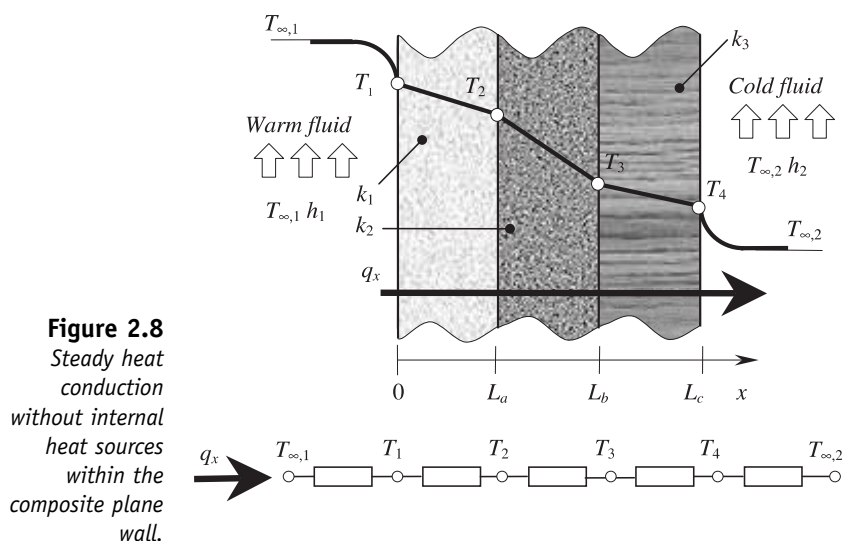 T∞,1
k3
T1
T2
Cold fluid
Warm fluid
T3
T∞,2 h2
T4
k1
T∞,1 h1
k2
T∞,2
qx
Figure 2.8
Steady heat
conduction
without internal
heat sources
within the
composite plane
wall.
0 La Lb Lc x
qx T∞,1 T1 T2 T3 T4 T∞,2